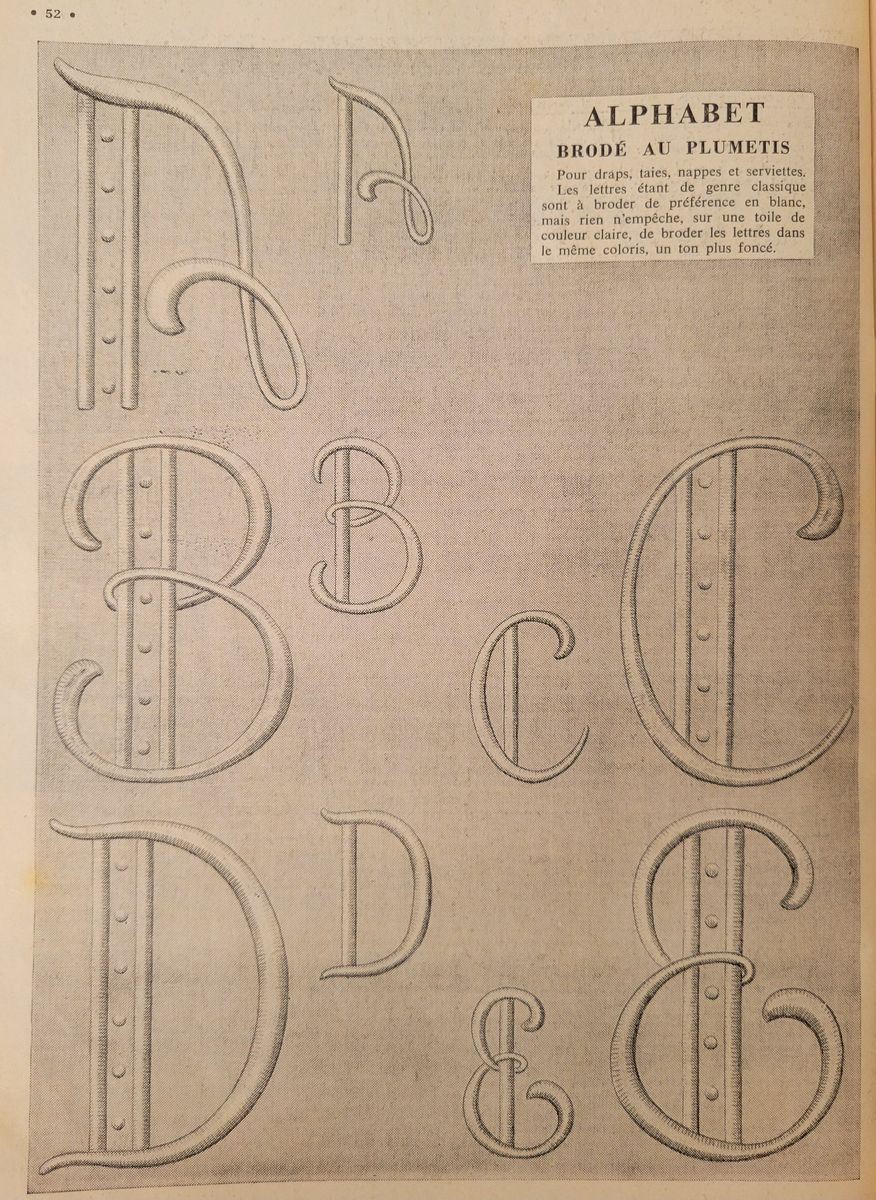 • 52 •
ALPHABET
BRODÉ AU PLUMETIS
Pour draps, taies, nappes et serviettes.
Les lettres étant de genre classique
sont à broder de préférence en blanc,
mais rien n'empêche, sur une toile de
couleur claire, de broder les lettres dans
le même coloris, un ton plus foncé.
A A
B B C C
D D E E